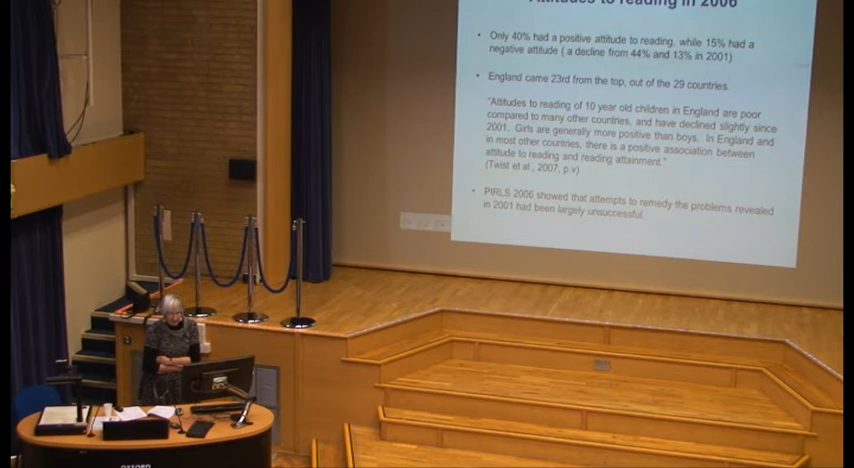 Attitudes to reading in 2006
• Only 40% had a positive attitude to reading, while 15% had a
negative attitude ( a decline from 44% and 13% in 2001)
• England came 23rd from the top, out of the 29 countries.
"Attitudes to reading of 10 year old children in England are poor
compared to many other countries, and have declined slightly since
2001. Girls are generally more positive than boys. In England and
in most other countries, there is a positive association between
attitude to reading and reading attainment."
(Twist et al., 2007, p.v)
• PIRLS 2006 showed that attempts to remedy the problems revealed
in 2001 had been largely unsuccessful.
OXFORD